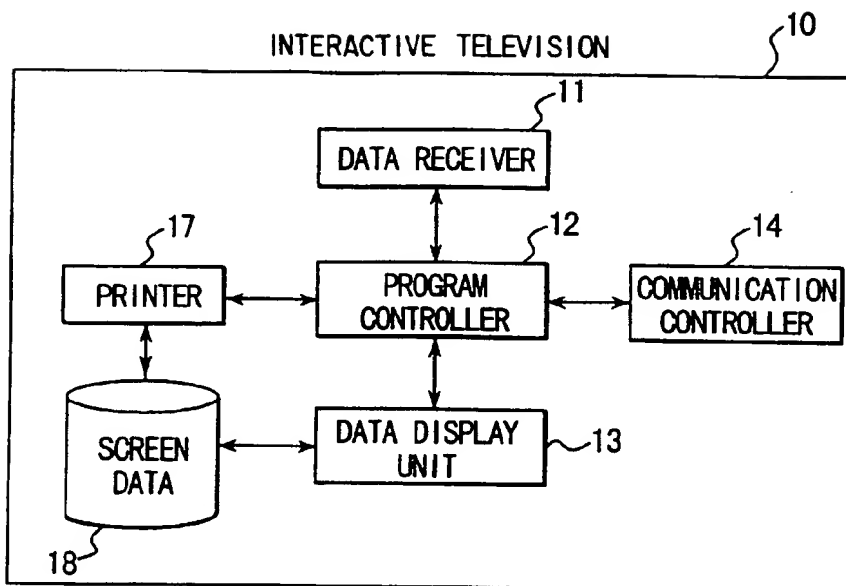 INTERACTIVE TELEVISION
10
11
DATA RECEIVER
17
12
14
PRINTER
PROGRAM
CONTROLLER
COMMUNICATION
CONTROLLER
SCREEN
DATA
DATA DISPLAY
UNIT
13
18